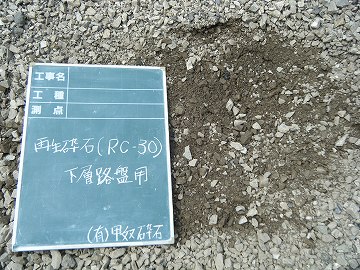 工事名
工種
測点
再生砕石(RC-30)
下層路盤用
(有)甲奴砕石